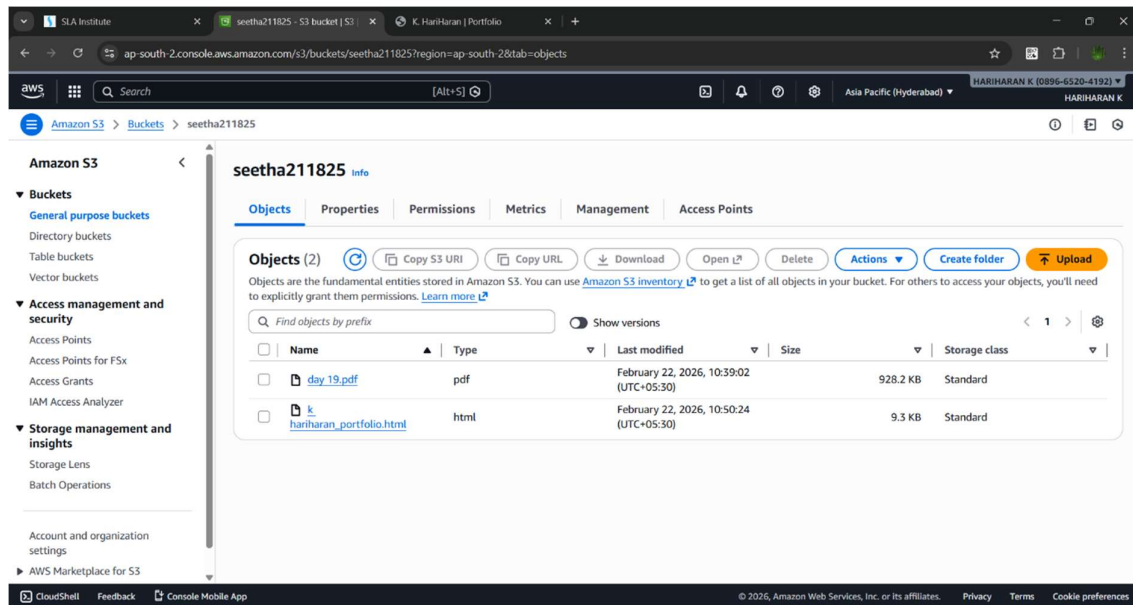 SLA Institute
seetha211825 - S3 bucket | S3 |
K. HariHaran | Portfolio
ap-south-2.console.aws.amazon.com/s3/buckets/seetha211825?region=ap-south-2&tab=objects
aws
Search
[Alt+S]
Asia Pacific (Hyderabad)
HARIHARAN K (0896-6520-4192)
HARIHARAN K
Amazon S3 > Buckets > seetha211825
Amazon S3
Buckets
General purpose buckets
Directory buckets
Table buckets
Vector buckets
Access management and
security
Access Points
Access Points for FSx
Access Grants
IAM Access Analyzer
Storage management and
insights
Storage Lens
Batch Operations
Account and organization
settings
AWS Marketplace for S3
seetha211825 Info
Objects Properties Permissions Metrics Management Access Points
Objects (2) Copy S3 URI Copy URL Download Open Delete Actions Create folder Upload
Objects are the fundamental entities stored in Amazon S3. You can use Amazon S3 inventory to get a list of all objects in your bucket. For others to access your objects, you'll need
to explicitly grant them permissions. Learn more
Find objects by prefix
Show versions
1
Name Type Last modified Size Storage class
day 19.pdf pdf February 22, 2026, 10:39:02 928.2 KB Standard
(UTC+05:30)
k html February 22, 2026, 10:50:24 9.3 KB Standard
hariharan_portfolio.html (UTC+05:30)
CloudShell Feedback Console Mobile App © 2026, Amazon Web Services, Inc. or its affiliates. Privacy Terms Cookie preferences